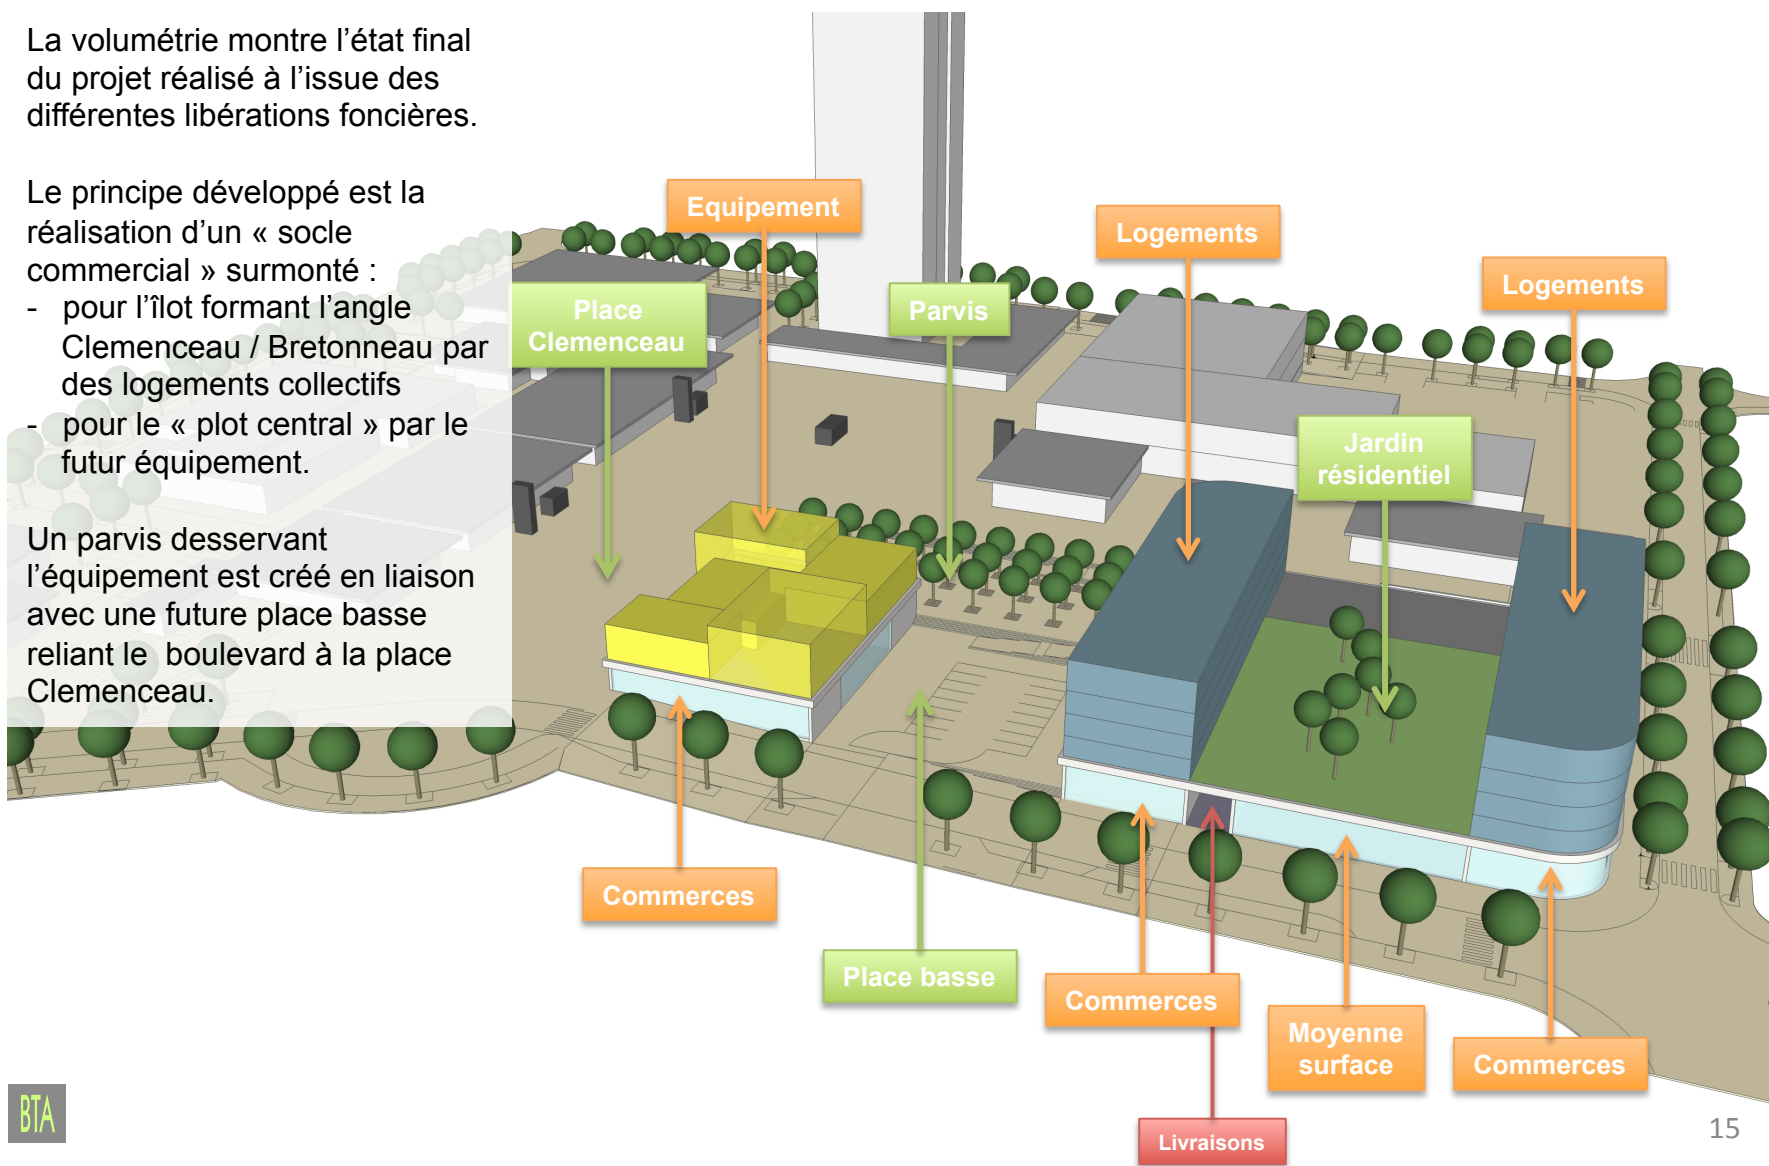 La volumétrie montre l’état final
du projet réalisé à l’issue des
différentes libérations foncières.
Le principe développé est la
réalisation d’un « socle
commercial » surmonté :
- pour l’îlot formant l’angle
Clemenceau / Bretonneau par
des logements collectifs
- pour le « plot central » par le
futur équipement.
Un parvis desservant
l’équipement est créé en liaison
avec une future place basse
reliant le boulevard à la place
Clemenceau.
Equipement
Logements
Logements
Place
Clemenceau
Parvis
Jardin
résidentiel
Commerces
Place basse
Commerces
Moyenne
surface
Commerces
Livraisons
BTA
15